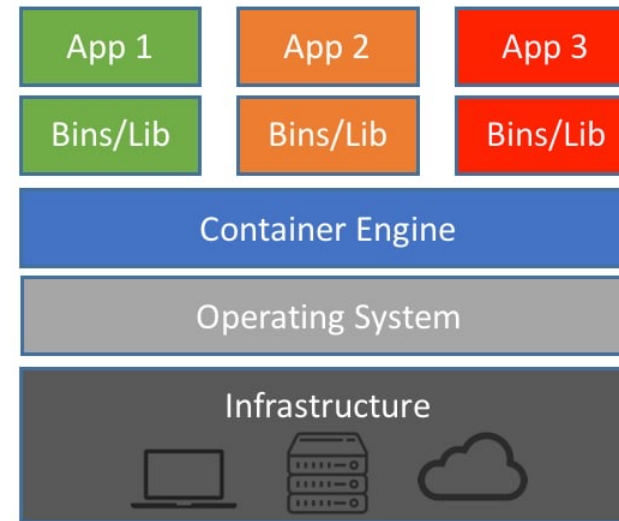 App 1
App 2
App 3
Bins/Lib
Bins/Lib
Bins/Lib
Container Engine
Operating System
Infrastructure